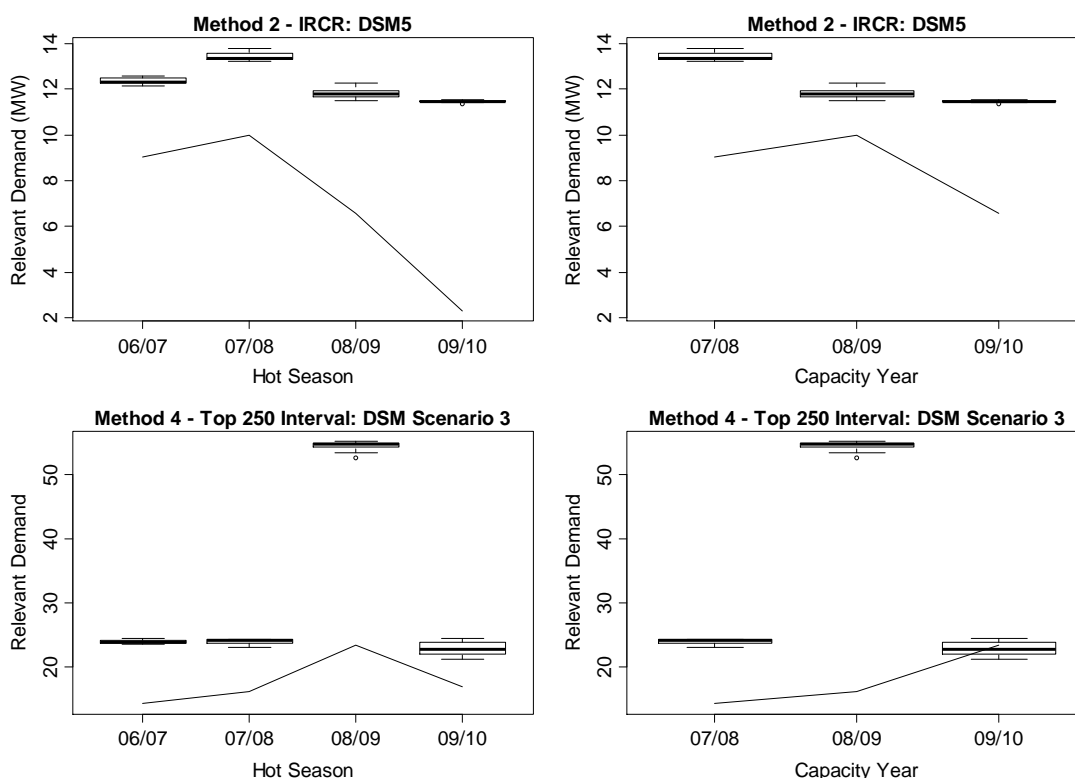 Method 2 - IRCR: DSM5
Relevant Demand (MW)
14
12
10
8
6
4
2
06/07 07/08 08/09 09/10
Hot Season
Method 2 - IRCR: DSM5
Relevant Demand (MW)
14
12
10
8
6
4
2
07/08 08/09 09/10
Capacity Year
Method 4 - Top 250 Interval: DSM Scenario 3
Relevant Demand
50
40
30
20
06/07 07/08 08/09 09/10
Hot Season
Method 4 - Top 250 Interval: DSM Scenario 3
Relevant Demand
50
40
30
20
07/08 08/09 09/10
Capacity Year